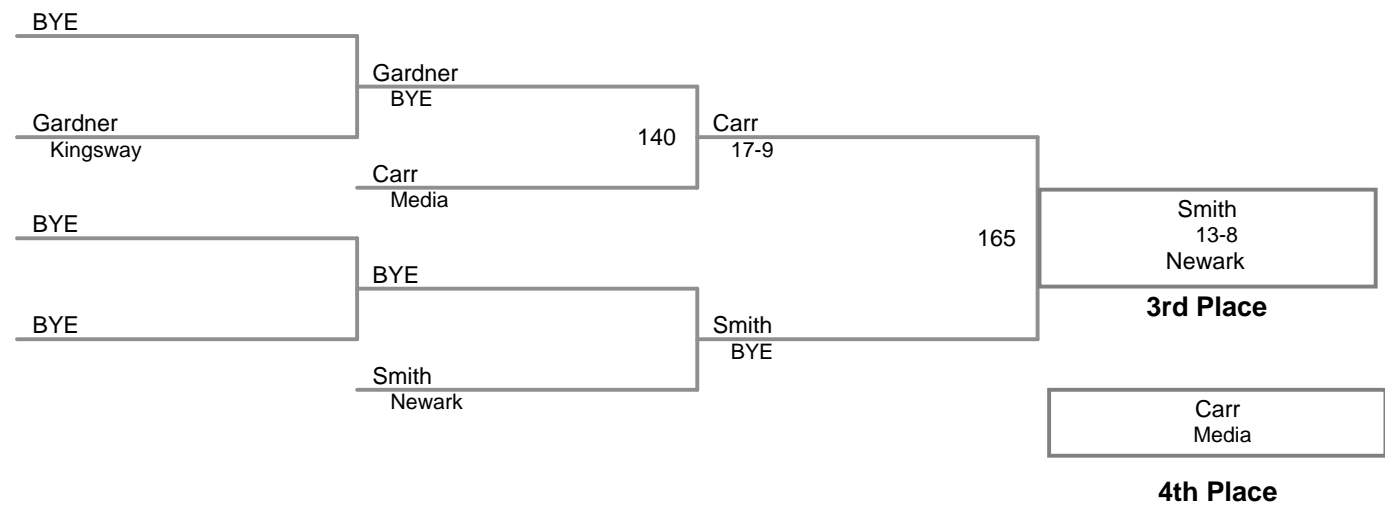 BYE
Gardner
BYE
Gardner
Kingsway
140
Carr
17-9
Carr
Media
BYE
165
Smith
13-8
Newark
BYE
3rd Place
BYE
Smith
BYE
Smith
Newark
Carr
Media
4th Place